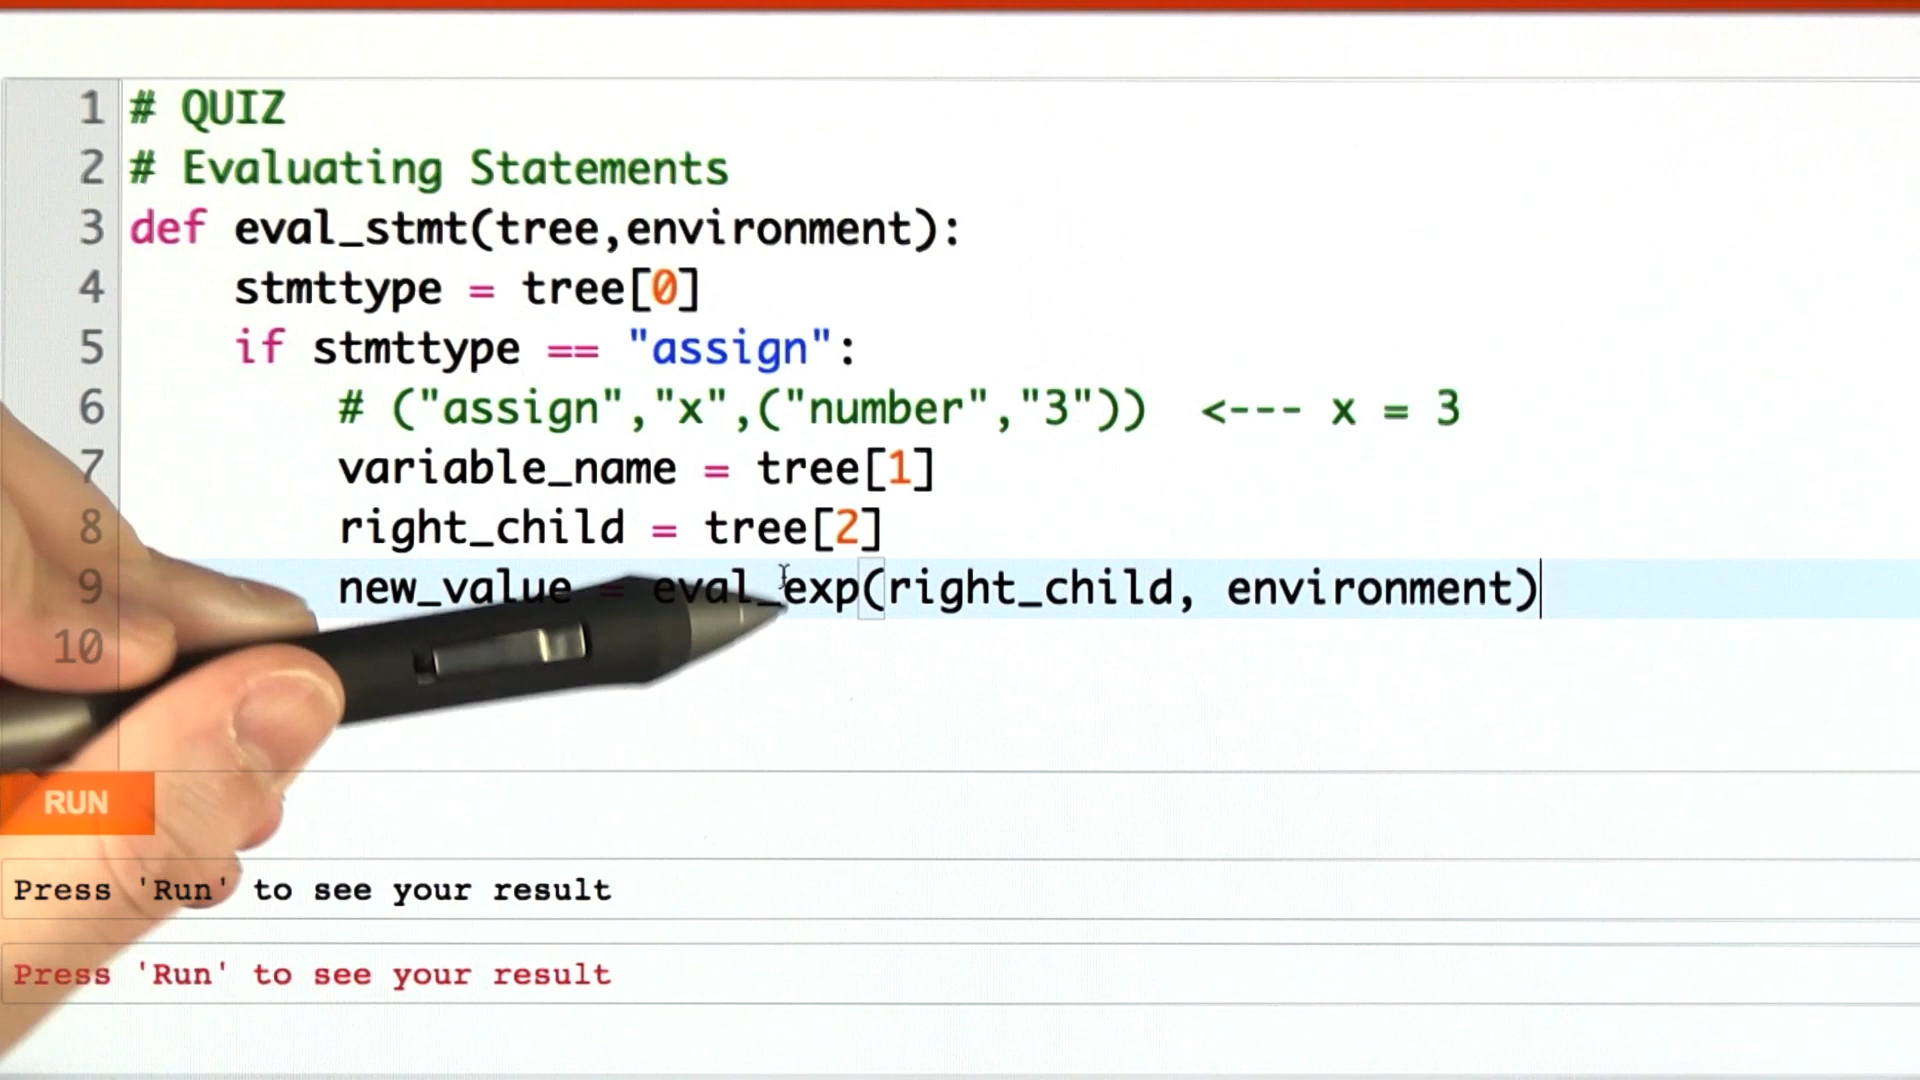 1 # QUIZ
2 # Evaluating Statements
3 def eval_stmt(tree,environment):
4 stmttype = tree[0]
5 if stmttype == "assign":
6 # ("assign","x",("number","3")) <--- x = 3
7 variable_name = tree[1]
8 right_child = tree[2]
9 new_value = eval_exp(right_child, environment)
10
RUN
Press 'Run' to see your result
Press 'Run' to see your result